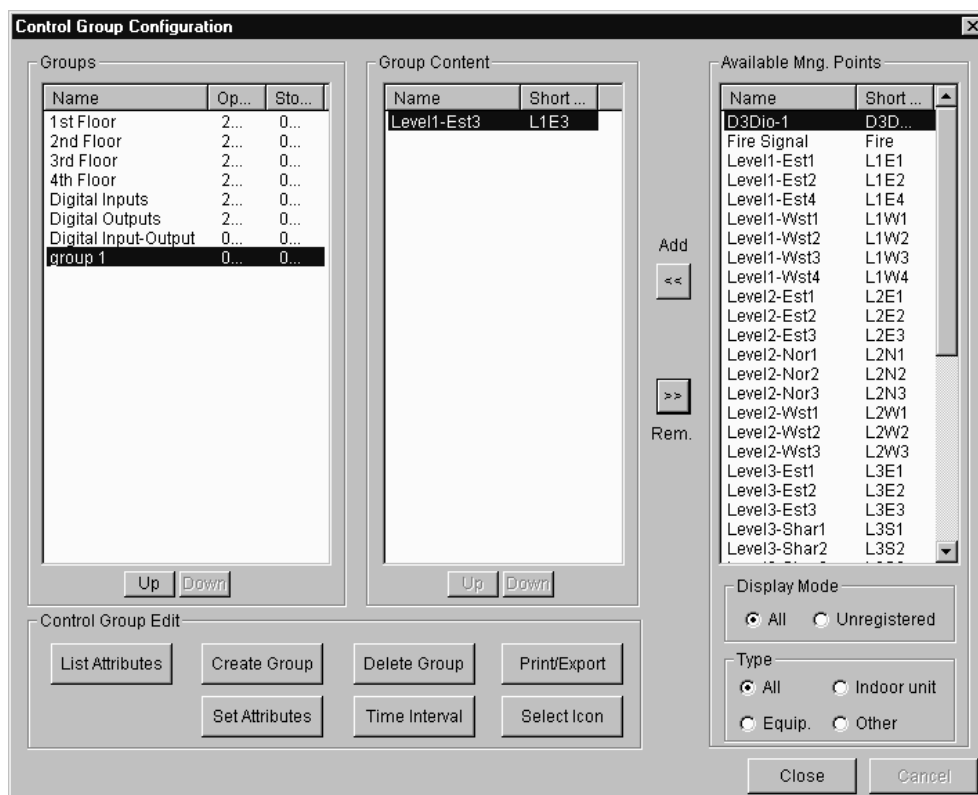 Control Group Configuration
Groups
Name Op... Sto...
1st Floor 2... 0...
2nd Floor 2... 0...
3rd Floor 2... 0...
4th Floor 2... 0...
Digital Inputs 2... 0...
Digital Outputs 2... 0...
Digital Input-Output 0... 0...
group 1 0... 0...
Up Down
Group Content
Name Short ...
Level1-Est3 L1E3
Up Down
Add
<<
>>
Rem.
Available Mng. Points
Name Short ...
D3Dio-1 D3D...
Fire Signal Fire
Level1-Est1 L1E1
Level1-Est2 L1E2
Level1-Est4 L1E4
Level1-Wst1 L1W1
Level1-Wst2 L1W2
Level1-Wst3 L1W3
Level1-Wst4 L1W4
Level2-Est1 L2E1
Level2-Est2 L2E2
Level2-Est3 L2E3
Level2-Nor1 L2N1
Level2-Nor2 L2N2
Level2-Nor3 L2N3
Level2-Wst1 L2W1
Level2-Wst2 L2W2
Level2-Wst3 L2W3
Level3-Est1 L3E1
Level3-Est2 L3E2
Level3-Est3 L3E3
Level3-Shar1 L3S1
Level3-Shar2 L3S2
Display Mode
All Unregistered
Type
All Indoor unit
Equip. Other
Control Group Edit
List Attributes Create Group Delete Group Print/Export
Set Attributes Time Interval Select Icon
Close Cancel